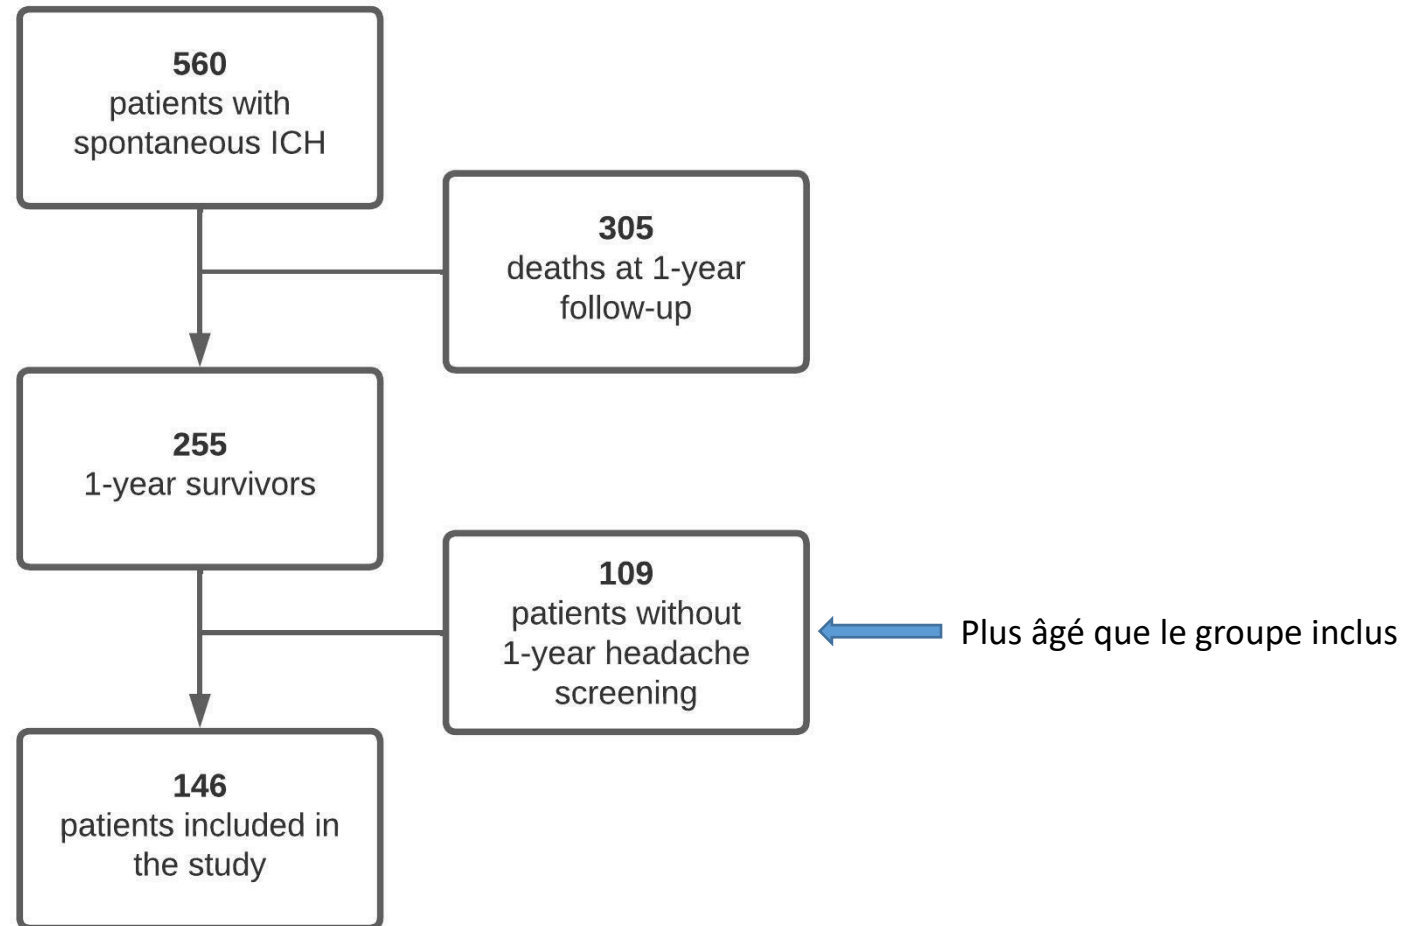 560
patients with
spontaneous ICH
305
deaths at 1-year
follow-up
255
1-year survivors
109
patients without
1-year headache
screening
Plus âgé que le groupe inclus
146
patients included in
the study